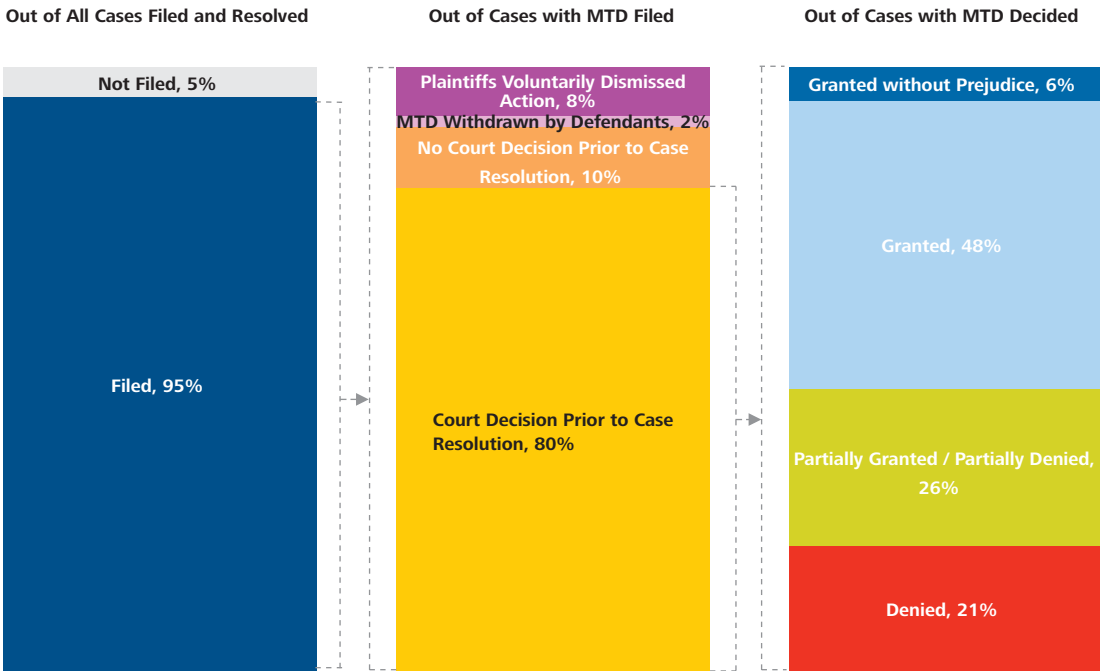 Out of All Cases Filed and Resolved
Not Filed, 5%
Filed, 95%
Out of Cases with MTD Filed
Plaintiffs Voluntarily Dismissed
Action, 8%
MTD Withdrawn by Defendants, 2%
No Court Decision Prior to Case
Resolution, 10%
Court Decision Prior to Case
Resolution, 80%
Out of Cases with MTD Decided
Granted without Prejudice, 6%
Granted, 48%
Partially Granted / Partially Denied,
26%
Denied, 21%